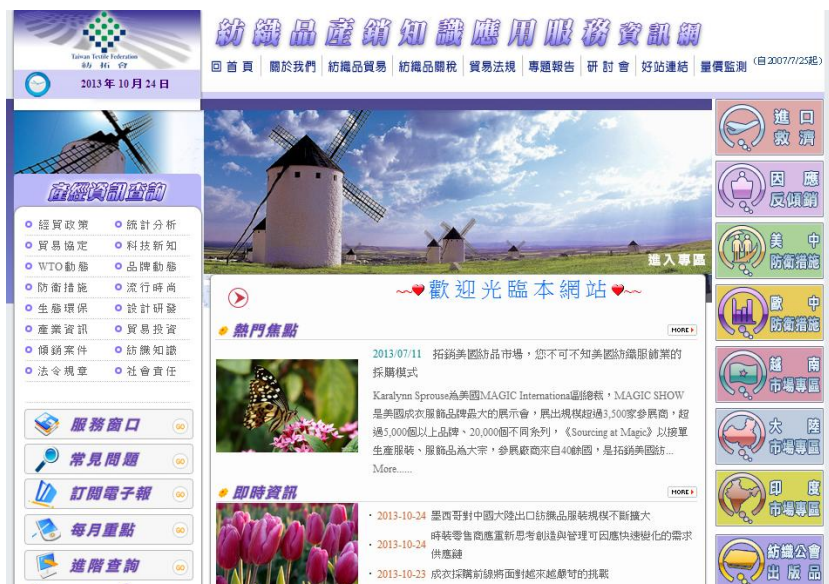 紡織品產銷知識應用服務資訊網
Taiwan Textile Federation
紡拓會
2013 年 10 月 24 日
回首頁 關於我們 紡織品貿易 紡織品關稅 貿易法規 專題報告 研討會 好站連結 量價監測 (自2007/7/25起)
產經資訊查詢
經貿政策 統計分析
貿易協定 科技新知
WTO動態 品牌動態
防衛措施 流行時尚
生態環保 設計研發
產業資訊 貿易投資
傾銷案件 紡織知識
法令規章 社會責任
服務窗口 GO
常見問題 GO
訂閱電子報 GO
每月重點 GO
進階查詢 GO
進入專區
~~歡迎光臨本網站~~
熱門焦點
MORE
2013/07/11 拓銷美國紡品市場,您不可不知美國紡織服飾業的
採購模式
Karalynn Sprouse為美國MAGIC Internationa副總裁,MAGIC SHOW
是美國成衣服飾品牌最大的展示會,展出規模超過3,500家參展商,超
過5,000個以上品牌、20,000個不同系列,《Sourcing at Magic》以接單
生產服裝、服飾品為大宗,參展廠商來自40餘國,是拓銷美國紡...
More......
即時資訊
MORE
2013-10-24 墨西哥對中國大陸出口紡織品服裝規模不斷擴大
2013-10-24 時裝零售商應重新思考創造與管理可因應快速變化的需求
供應鏈
2013-10-23 成衣採購前線將面對越來越嚴苛的挑戰
進口
救濟
因應
反傾銷
美中
防衛措施
歐中
防衛措施
越南
市場專區
大陸
市場專區
印度
市場專區
紡織公會
出版品